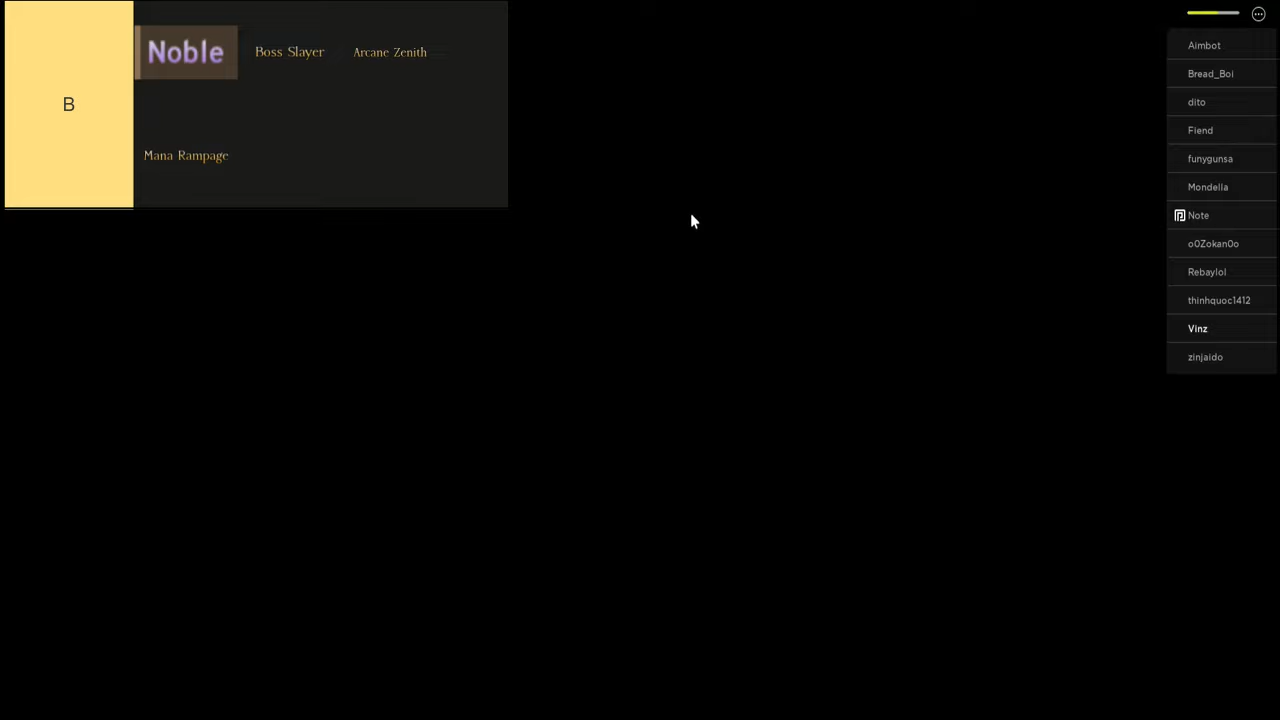 B
Noble
Boss Slayer
Arcane Zenith
Mana Rampage
Aimbot
Bread_Boi
dito
Fiend
funygunsa
Mondella
Note
o0Zokan0o
Rebaylol
thinhquoc1412
Vinz
zinjaido